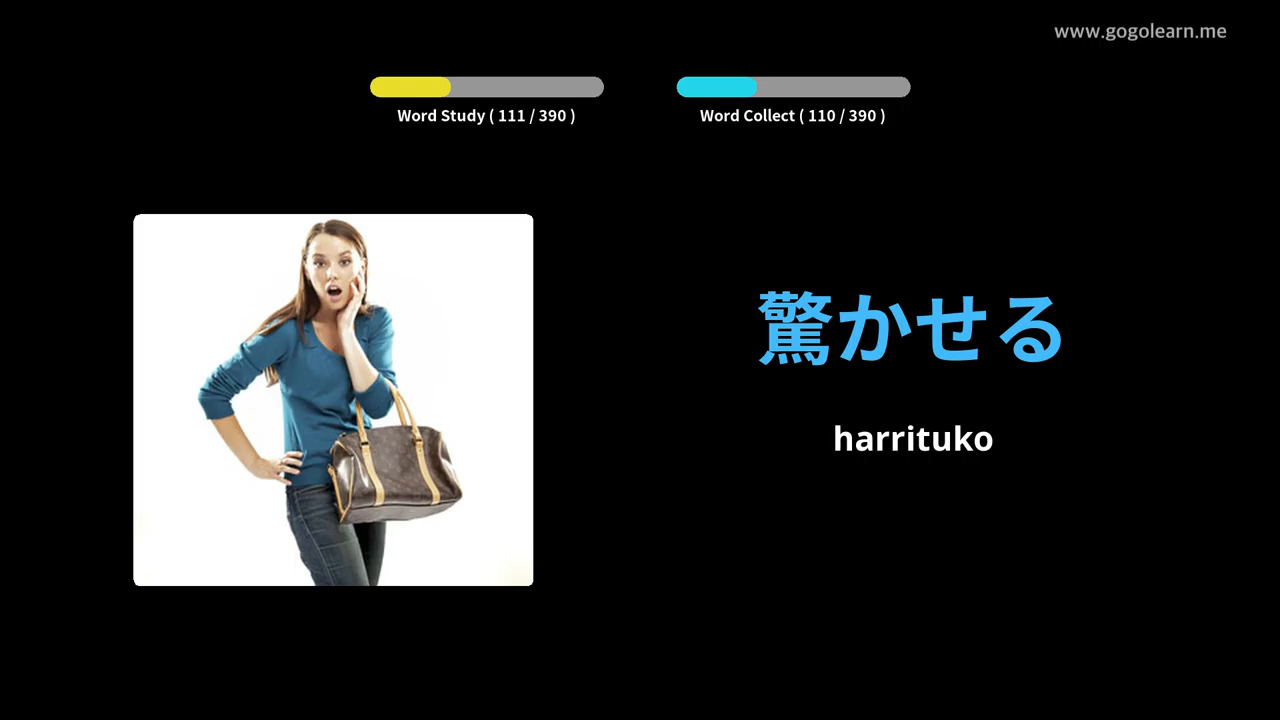 www.gogolearn.me
Word Study ( 111 / 390 )
Word Collect ( 110 / 390 )
驚かせる
harrituko